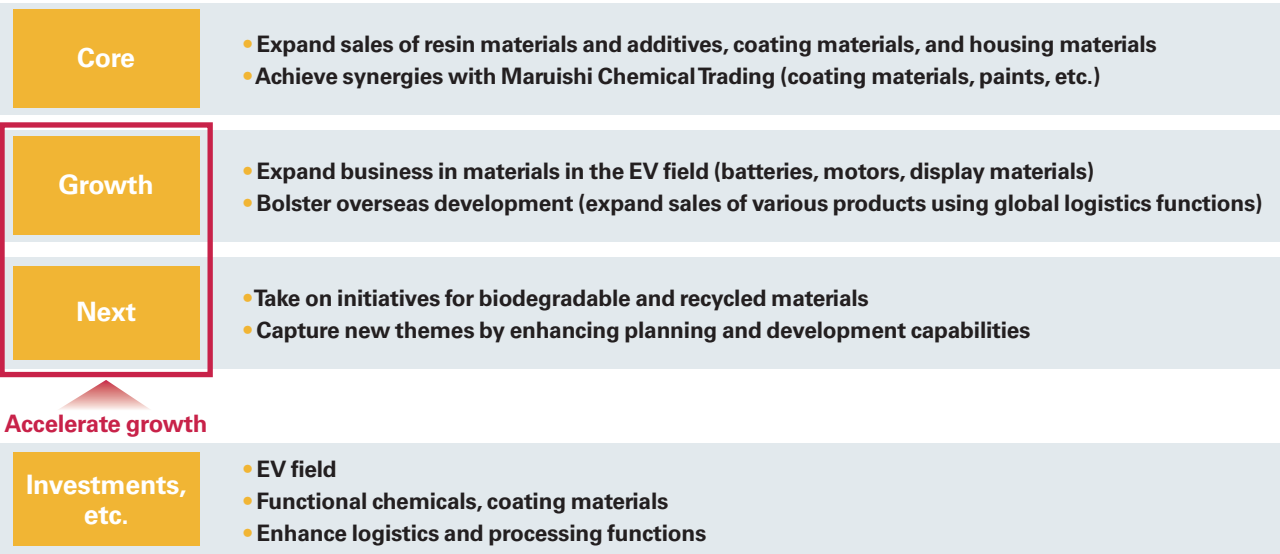 Core
• Expand sales of resin materials and additives, coating materials, and housing materials
• Achieve synergies with Maruishi Chemical Trading (coating materials, paints, etc.)
Growth
• Expand business in materials in the EV field (batteries, motors, display materials)
• Bolster overseas development (expand sales of various products using global logistics functions)
Next
• Take on initiatives for biodegradable and recycled materials
• Capture new themes by enhancing planning and development capabilities
Accelerate growth
Investments,
etc.
• EV field
• Functional chemicals, coating materials
• Enhance logistics and processing functions